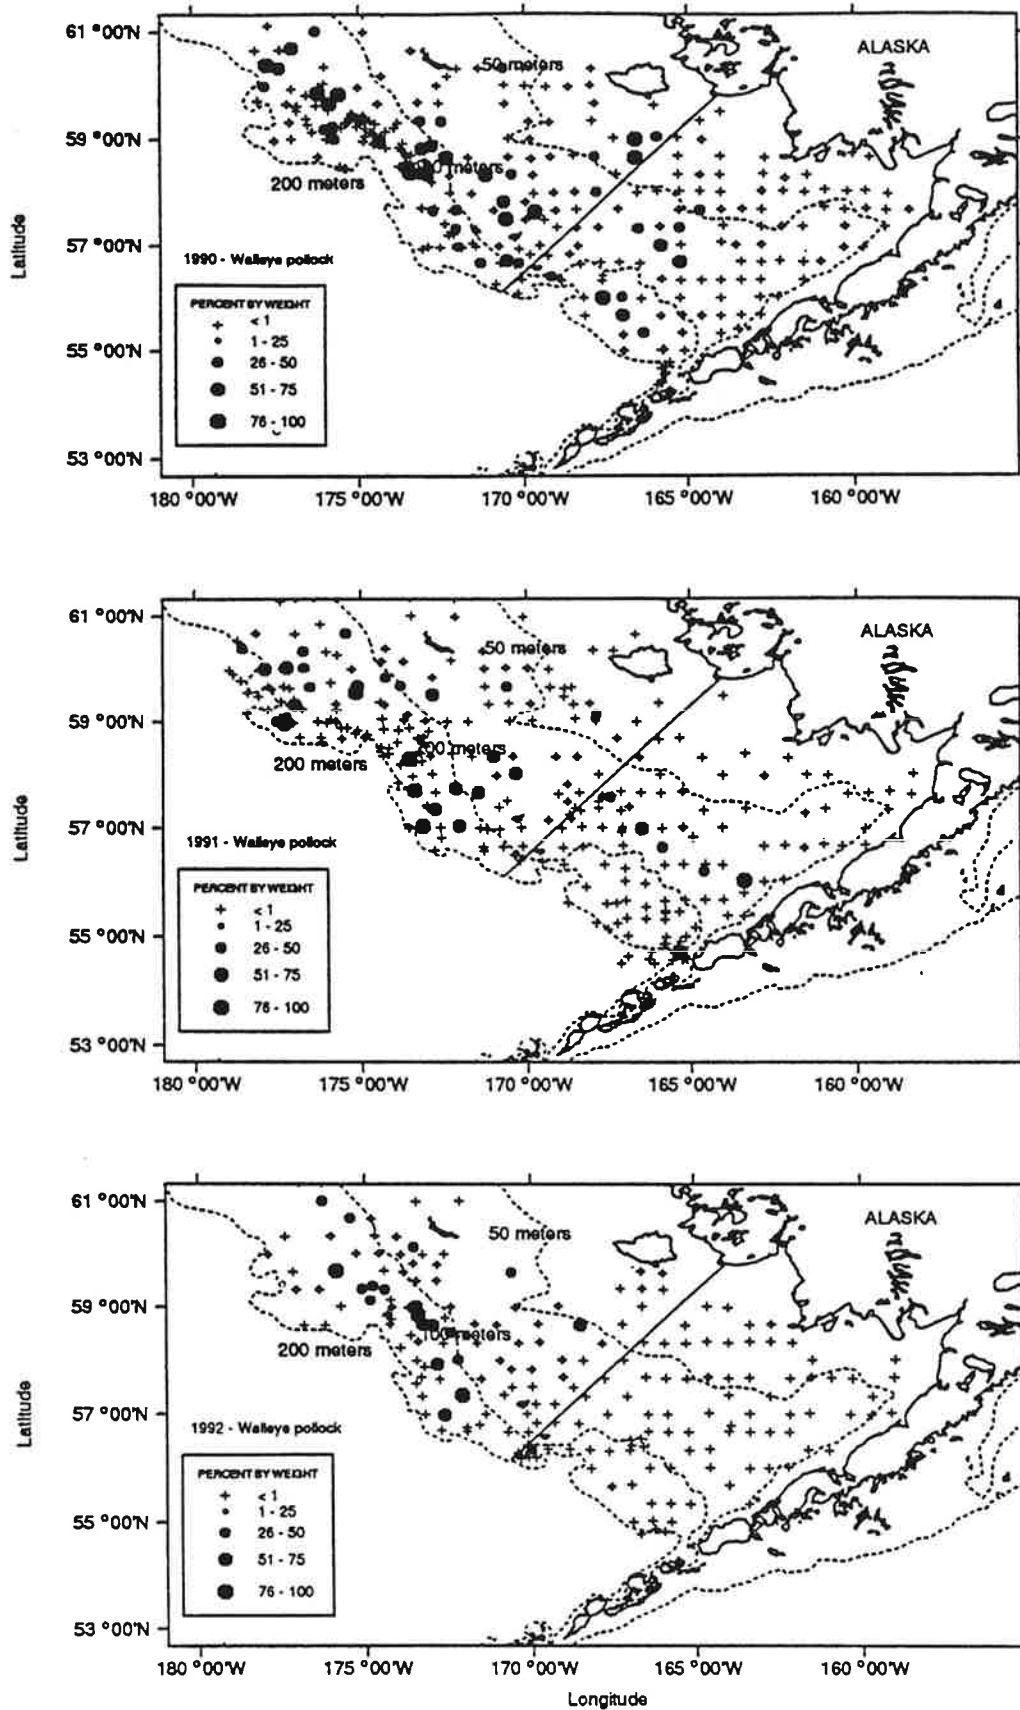 61 °00'N
ALASKA
50 meters
59 °00'N
200 meters
Latitude
57 °00'N
1990 - Walleye pollock
PERCENT BY WEIGHT
< 1
1 - 25
55 °00'N
26 - 50
51 - 75
76 - 100
53 °00'N
180 °00'W
175 °00'W
170 °00'W
165 °00'W
160 °00'W
61 °00'N
ALASKA
50 meters
59 °00'N
100 meters
200 meters
Latitude
57 °00'N
1991 - Walleye pollock
PERCENT BY WEIGHT
< 1
1 - 25
55 °00'N
26 - 50
51 - 75
76 - 100
53 °00'N
180 °00'W
175 °00'W
170 °00'W
165 °00'W
160 °00'W
61 °00'N
ALASKA
50 meters
59 °00'N
100 meters
200 meters
Latitude
57 °00'N
1992 - Walleye pollock
PERCENT BY WEIGHT
< 1
1 - 25
55 °00'N
26 - 50
51 - 75
76 - 100
53 °00'N
180 °00'W
175 °00'W
170 °00'W
165 °00'W
160 °00'W
Longitude